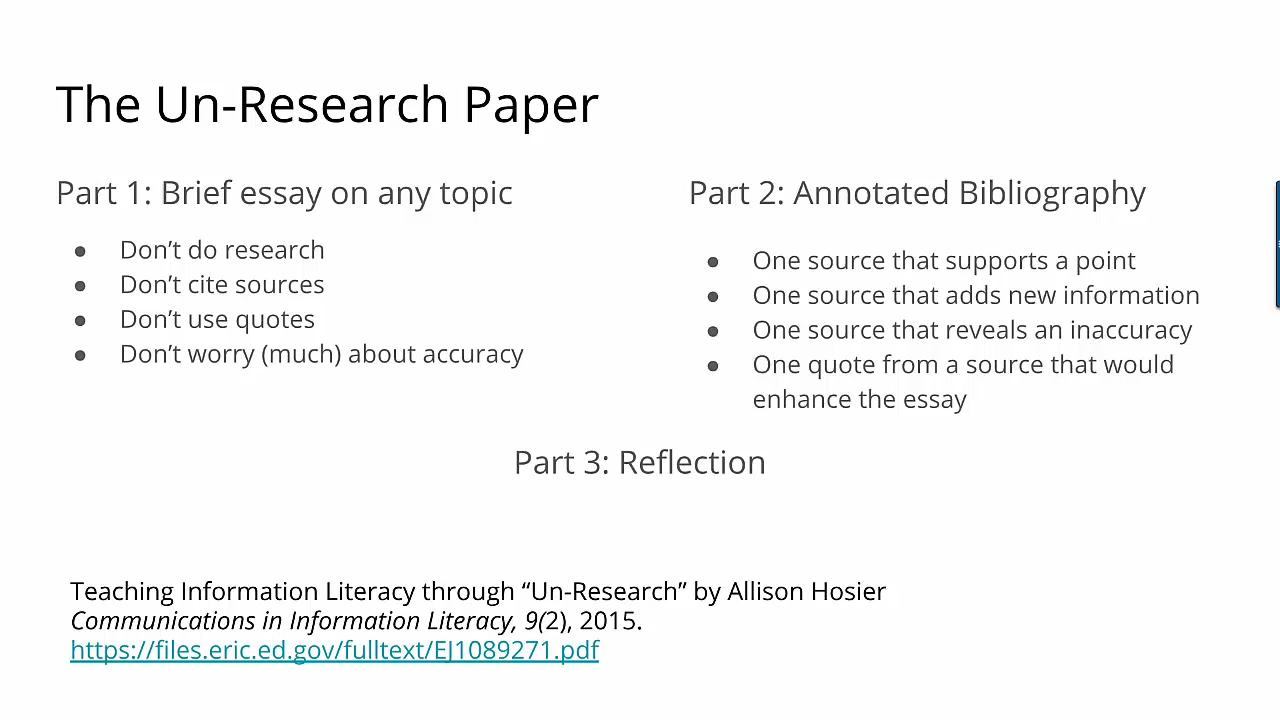 The Un-Research Paper
Part 1: Brief essay on any topic
● Don’t do research
● Don’t cite sources
● Don’t use quotes
● Don’t worry (much) about accuracy
Part 2: Annotated Bibliography
● One source that supports a point
● One source that adds new information
● One source that reveals an inaccuracy
● One quote from a source that would
enhance the essay
Part 3: Reflection
Teaching Information Literacy through “Un-Research” by Allison Hosier
Communications in Information Literacy, 9(2), 2015.
https://files.eric.ed.gov/fulltext/EJ1089271.pdf